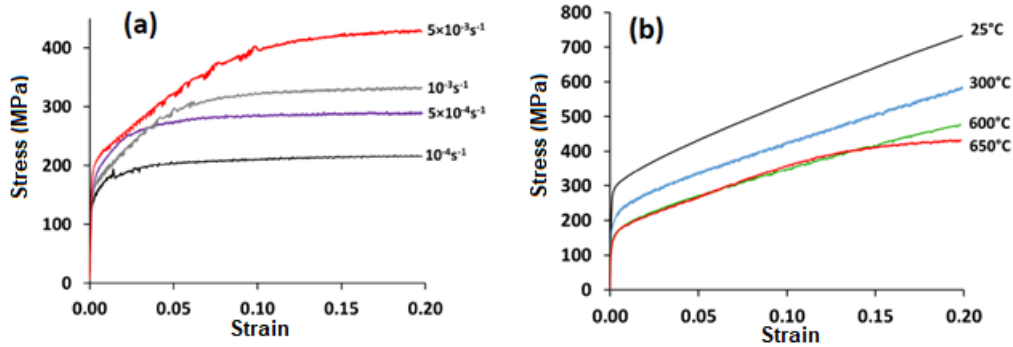 (a)
Stress (MPa)
400
300
200
100
0
5×10⁻³s⁻¹
10⁻³s⁻¹
5×10⁻⁴s⁻¹
10⁻⁴s⁻¹
0.00 0.05 0.10 0.15 0.20
Strain
(b)
Stress (MPa)
800
700
600
500
400
300
200
100
0
25°C
300°C
600°C
650°C
0.00 0.05 0.10 0.15 0.20
Strain